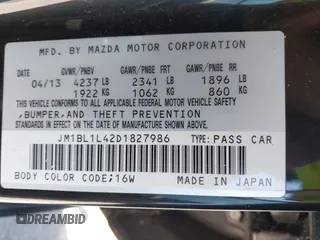 MFD. BY MAZDA MOTOR CORPORATION
GVWR/PNBV GAWR/PNBE FR GAWR/PNBE RR
04/13 4237 LB 2341 LB 1896 LB
1922 KG 1062 KG 860 KG
THIS VEHICLE CONFORMS TO ALL APPLICABLE
FEDERAL MOTOR VEHICLE SAFETY
,BUMPER,AND THEFT PREVENTION STANDARDS
IN EFFECT ON THE DATE OF MANUFACTURE SHOWN ABOVE.
JM1BL1L42D1827986 TYPE: PASS CAR
BODY COLOR CODE;16W MADE IN JAPAN
DREAMBID